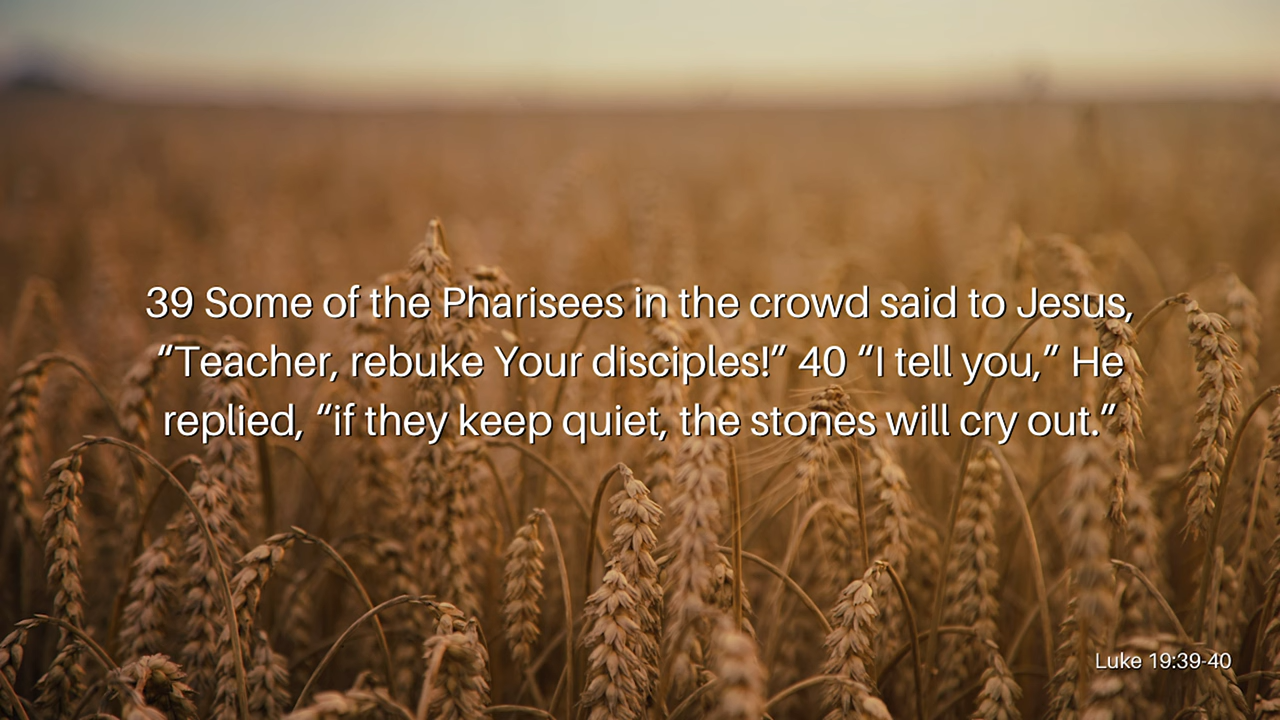 39 Some of the Pharisees in the crowd said to Jesus,
“Teacher, rebuke Your disciples!” 40 “I tell you,” He
replied, “if they keep quiet, the stones will cry out.”
Luke 19:39-40